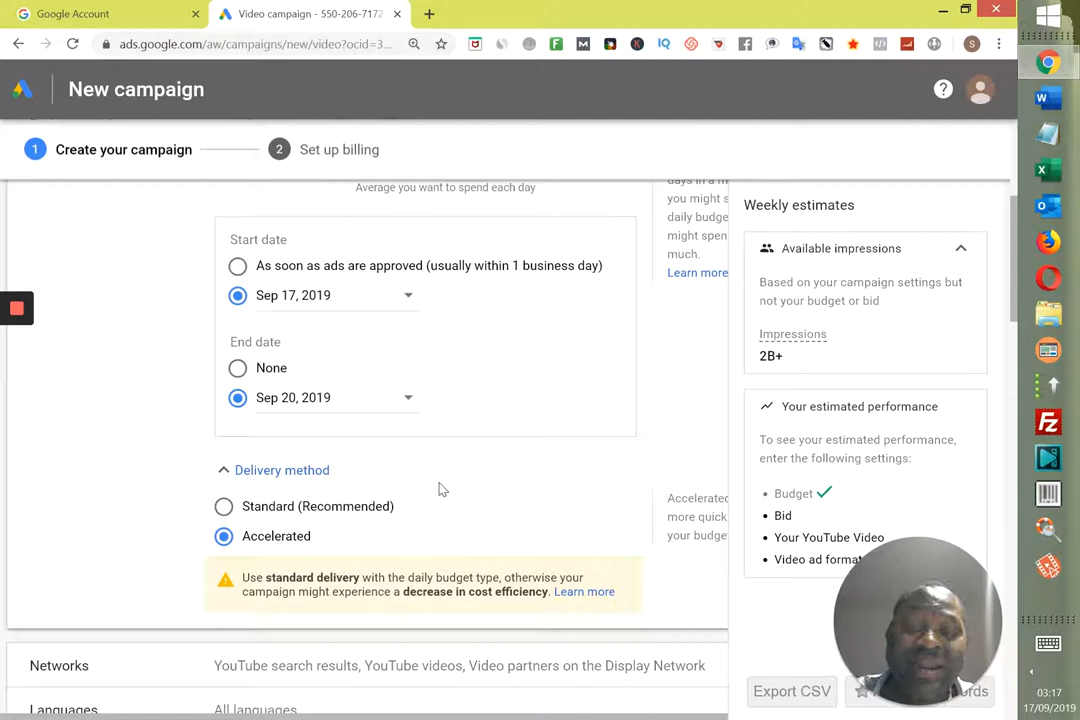 Google Account
Video campaign - 550-206-7172
ads.google.com/aw/campaigns/new/video?ocid=3...
New campaign
1 Create your campaign
2 Set up billing
Average you want to spend each day
days in a m
you might s
daily budge
might spen
much.
Learn more
Start date
As soon as ads are approved (usually within 1 business day)
Sep 17, 2019
End date
None
Sep 20, 2019
Delivery method
Standard (Recommended)
Accelerated
Accelerated
more quick
your budge
Use standard delivery with the daily budget type, otherwise your
campaign might experience a decrease in cost efficiency. Learn more
Networks
YouTube search results, YouTube videos, Video partners on the Display Network
Languages
All languages
Weekly estimates
Available impressions
Based on your campaign settings but
not your budget or bid
Impressions
2B+
Your estimated performance
To see your estimated performance,
enter the following settings:
• Budget
• Bid
• Your YouTube Video
• Video ad format
Export CSV
03:17
17/09/2019